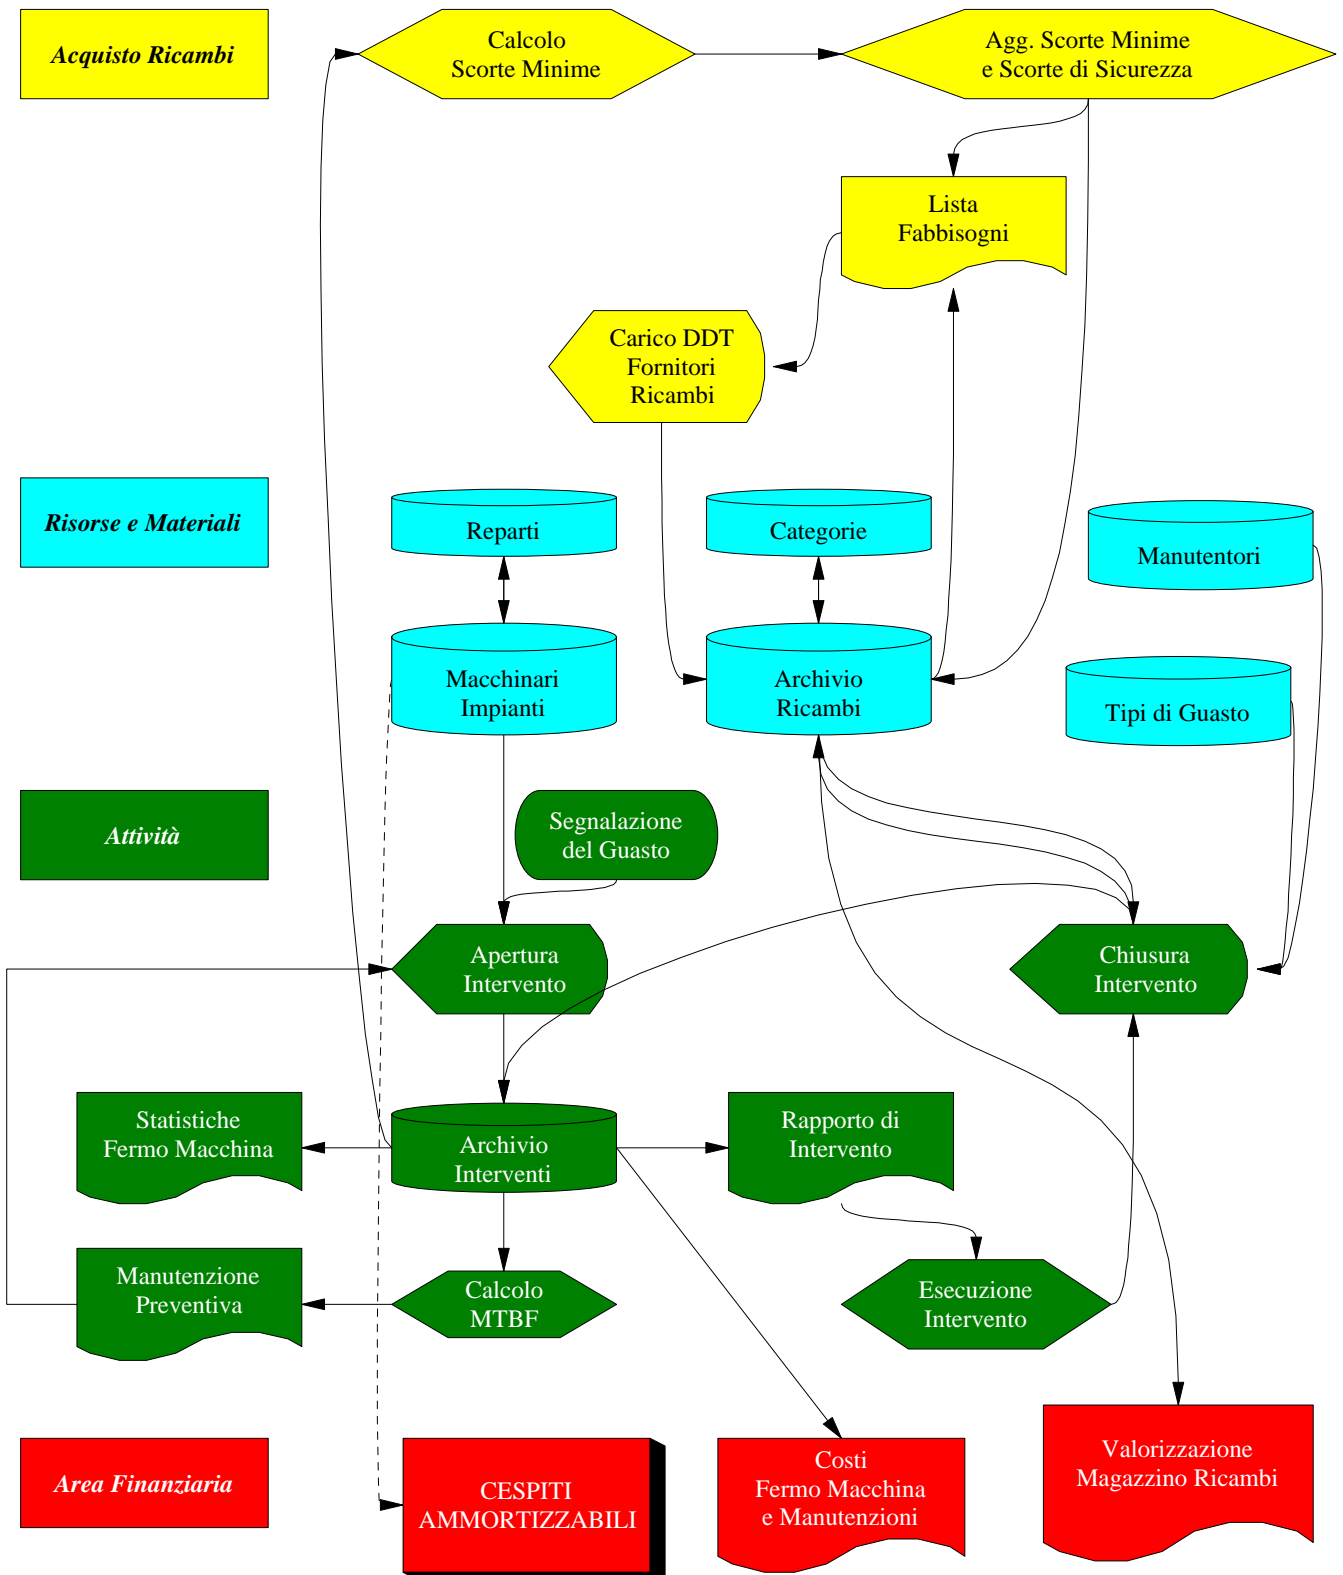 Acquisto Ricambi
Calcolo
Scorte Minime
Agg. Scorte Minime
e Scorte di Sicurezza
Lista
Fabbisogni
Carico DDT
Fornitori
Ricambi
Risorse e Materiali
Reparti
Categorie
Manutentori
Macchinari
Impianti
Archivio
Ricambi
Tipi di Guasto
Attività
Segnalazione
del Guasto
Apertura
Intervento
Chiusura
Intervento
Statistiche
Fermo Macchina
Archivio
Interventi
Rapporto di
Intervento
Manutenzione
Preventiva
Calcolo
MTBF
Esecuzione
Intervento
Area Finanziaria
CESPITI
AMMORTIZZABILI
Costi
Fermo Macchina
e Manutenzioni
Valorizzazione
Magazzino Ricambi